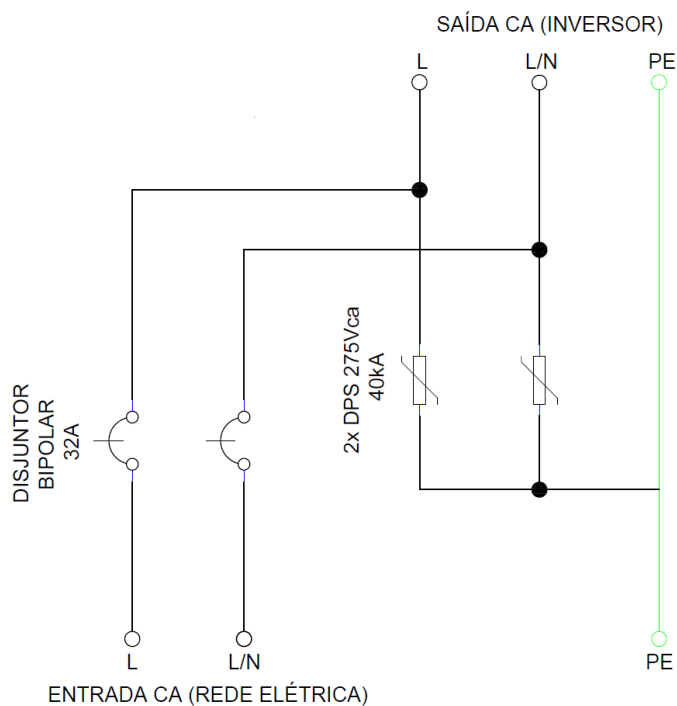 SAÍDA CA (INVERSOR)
L
L/N
PE
2x DPS 275Vca
40kA
DISJUNTOR
BIPOLAR
32A
L
L/N
PE
ENTRADA CA (REDE ELÉTRICA)